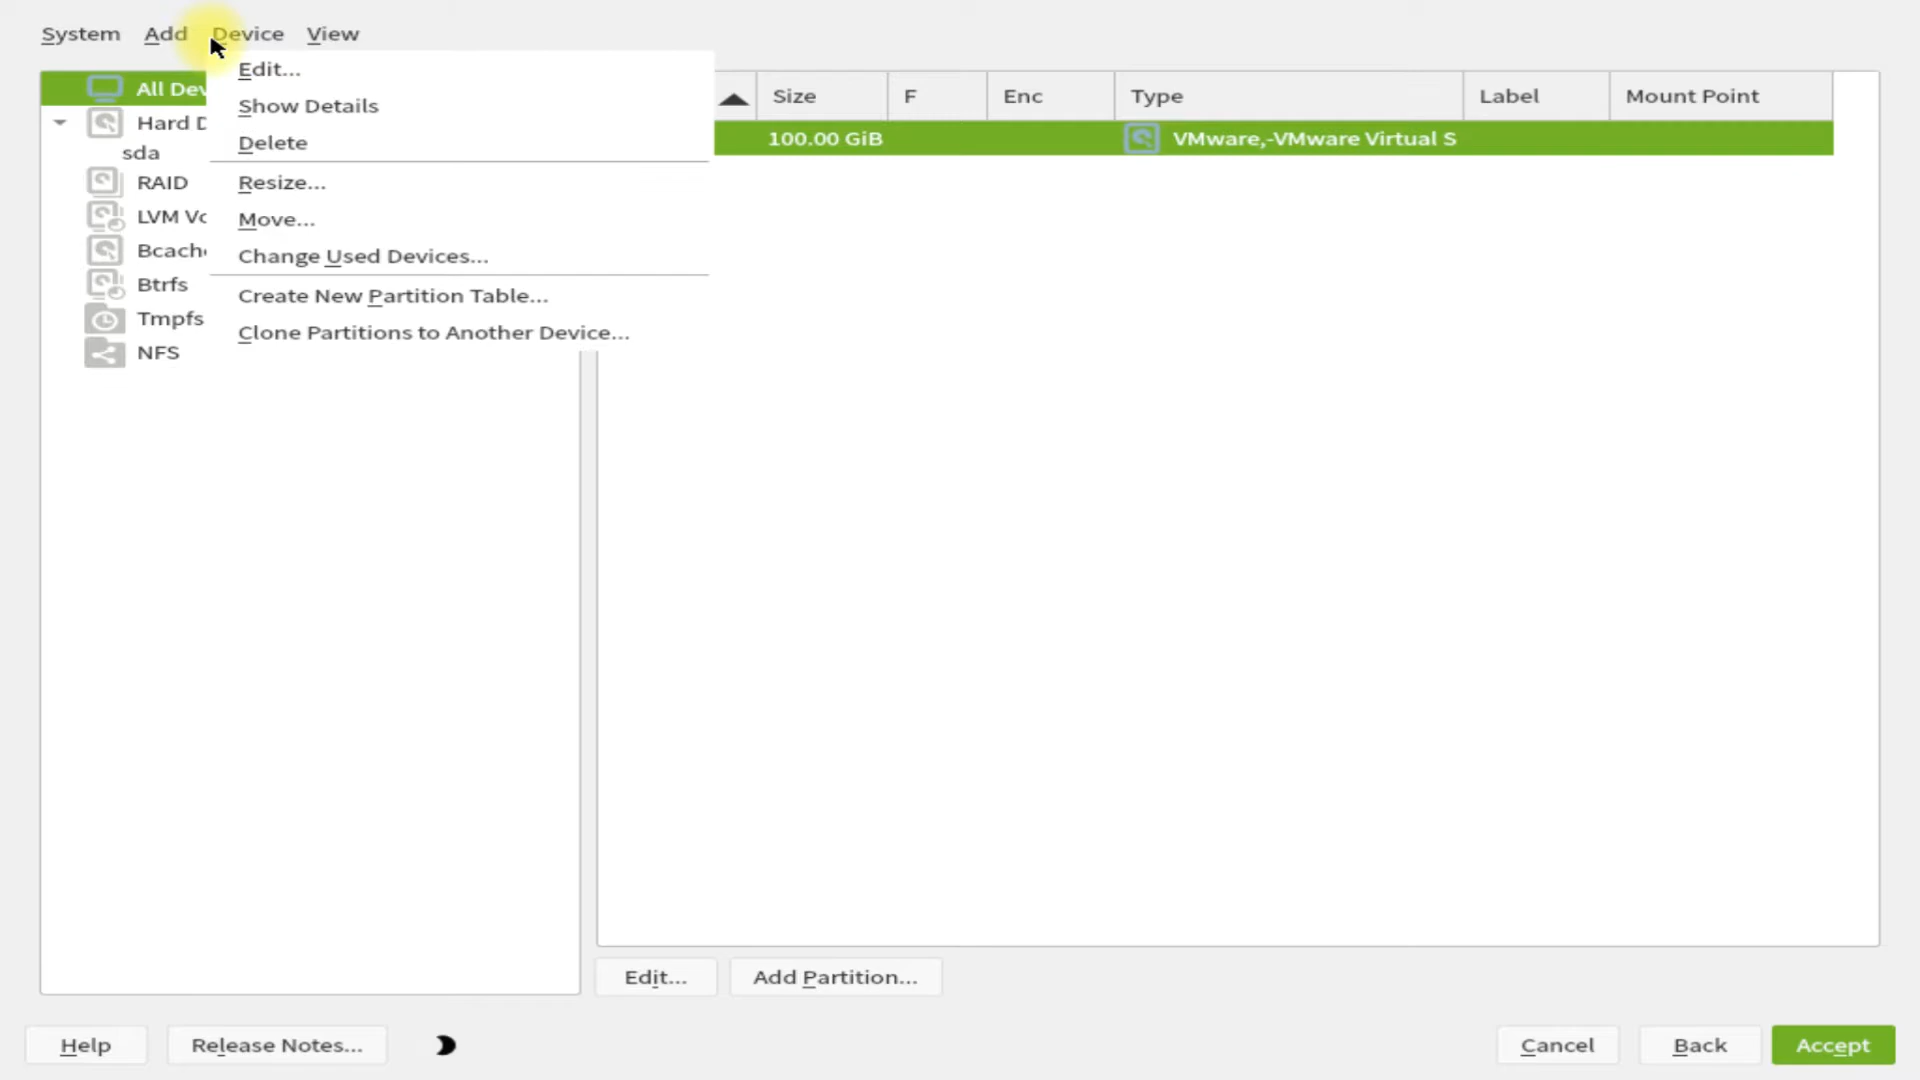 System Add Device View
Edit...
Show Details
Delete
Resize...
Move...
Change Used Devices...
Create New Partition Table...
Clone Partitions to Another Device...
All Dev
Hard D
sda
RAID
LVM Vo
Bcache
Btrfs
Tmpfs
NFS
Size F Enc Type Label Mount Point
100.00 GiB VMware,-VMware Virtual S
Edit... Add Partition...
Help Release Notes... Cancel Back Accept